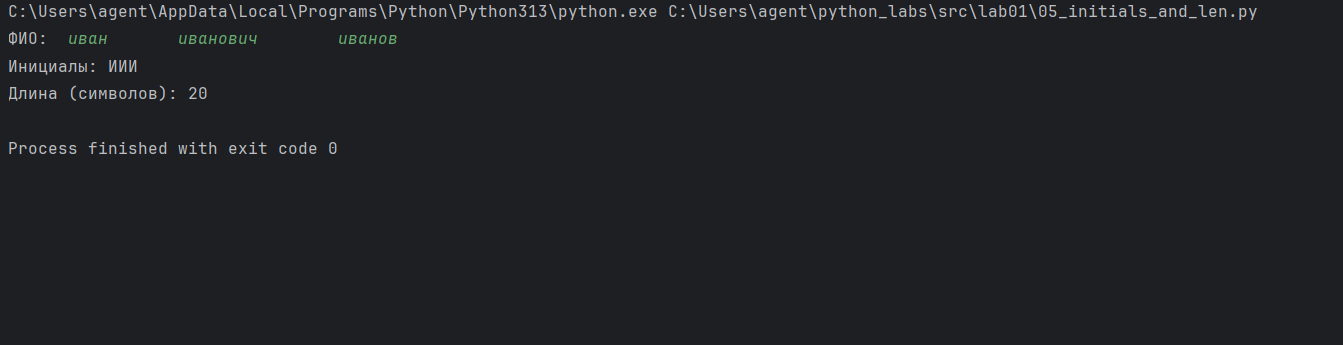 C:\Users\agent\AppData\Local\Programs\Python\Python313\python.exe C:\Users\agent\python_labs\src\lab01\05_initials_and_len.py
ФИО:  иван       иванович        иванов
Инициалы: ИИИ
Длина (символов): 20
Process finished with exit code 0